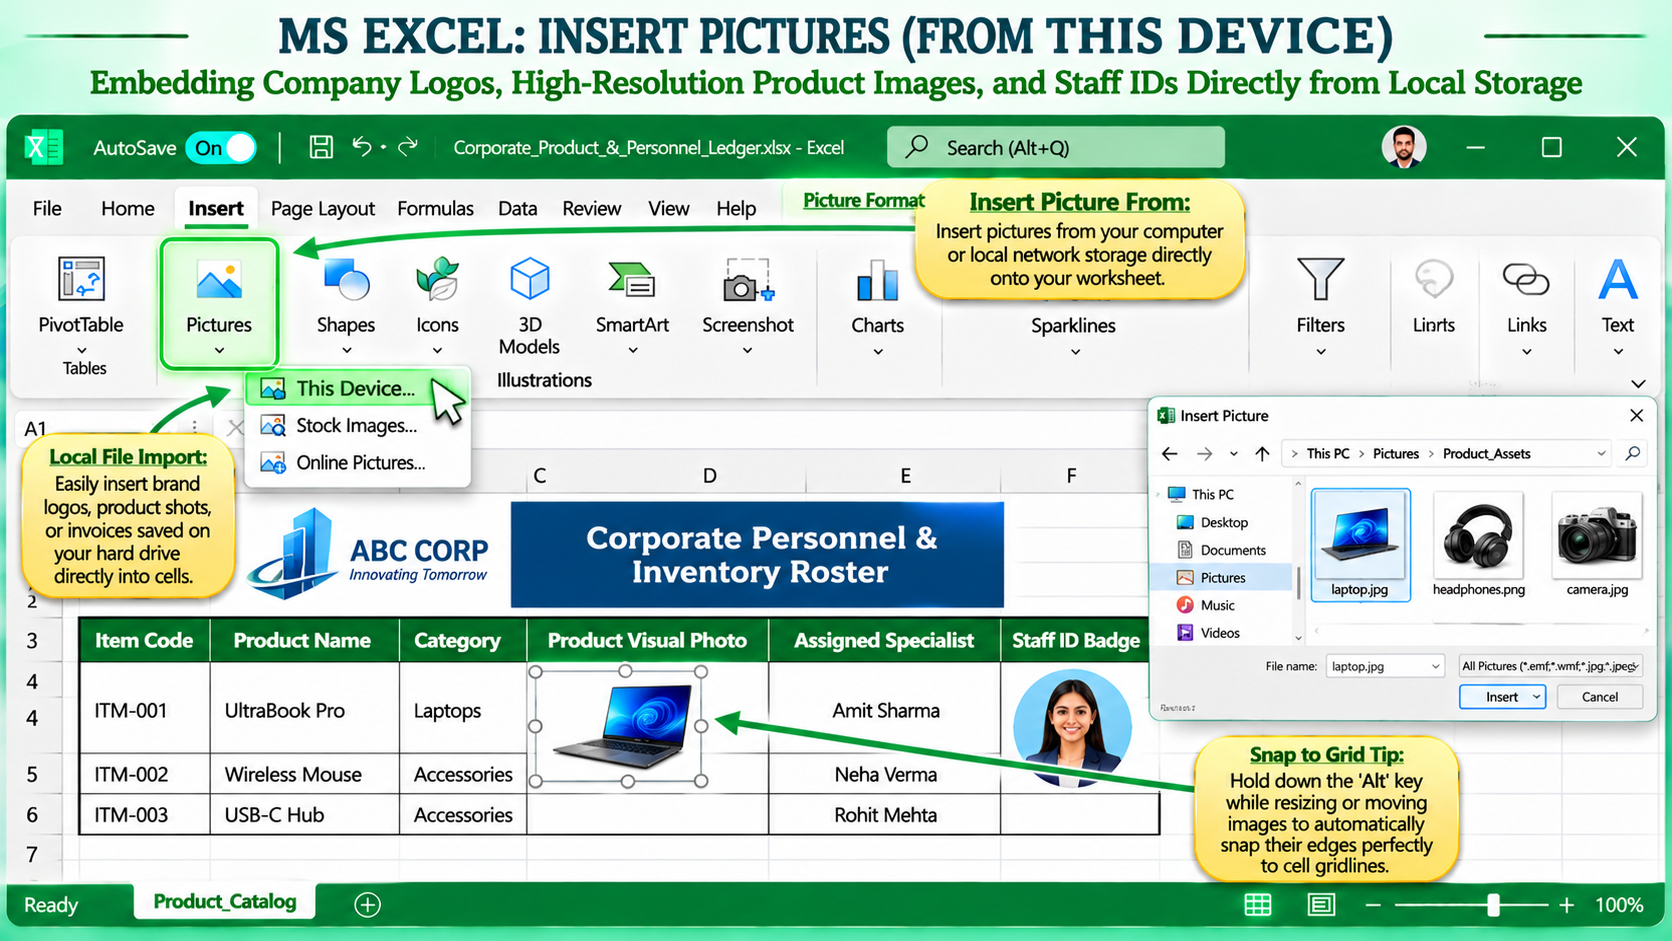 MS EXCEL: INSERT PICTURES (FROM THIS DEVICE)
Embedding Company Logos, High-Resolution Product Images, and Staff IDs Directly from Local Storage
AutoSave On
Corporate_Product_&_Personnel_Ledger.xlsx - Excel
Search (Alt+Q)
File Home Insert Page Layout Formulas Data Review View Help Picture Format
Insert Picture From:
Insert pictures from your computer
or local network storage directly
onto your worksheet.
PivotTable
Tables
Pictures
Shapes
Icons
3D
Models
SmartArt
Screenshot
Illustrations
Charts
Sparklines
Filters
Linrts
Links
Text
This Device...
Stock Images...
Online Pictures...
A1
Local File Import:
Easily insert brand
logos, product shots,
or invoices saved on
your hard drive
directly into cells.
C D E F
ABC CORP
Innovating Tomorrow
Corporate Personnel &
Inventory Roster
2
3 Item Code Product Name Category Product Visual Photo Assigned Specialist Staff ID Badge
4
4 ITM-001 UltraBook Pro Laptops Amit Sharma
5 ITM-002 Wireless Mouse Accessories Neha Verma
6 ITM-003 USB-C Hub Accessories Rohit Mehta
7
Insert Picture
This PC > Pictures > Product_Assets
This PC
Desktop
Documents
Pictures
Music
Videos
laptop.jpg
headphones.png
camera.jpg
File name: laptop.jpg
All Pictures (*.emf;*.wmf;*.jpg.*.jpeg
Insert
Cancel
Snap to Grid Tip:
Hold down the 'Alt' key
while resizing or moving
images to automatically
snap their edges perfectly
to cell gridlines.
Ready
Product_Catalog
100%